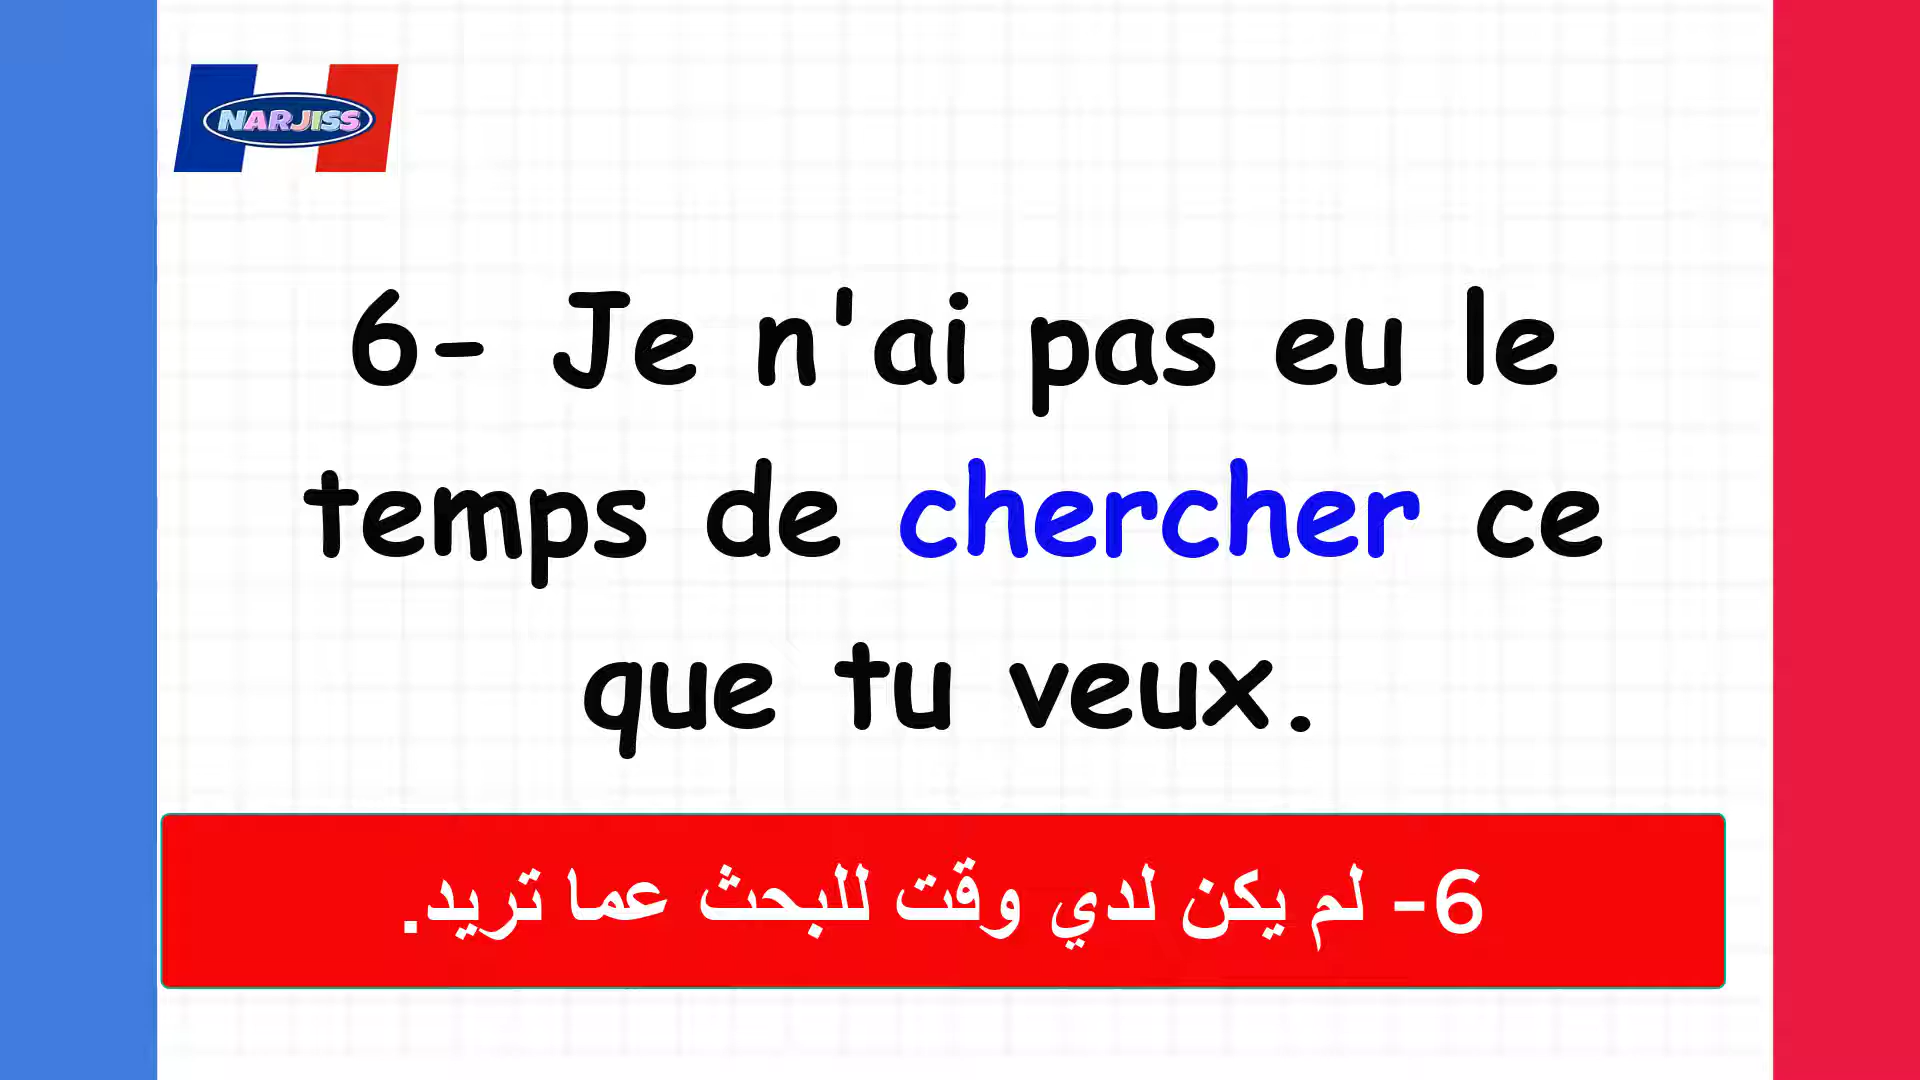 NARJISS
6- Je n'ai pas eu le
temps de chercher ce
que tu veux.
6- لم يكن لدي وقت للبحث عما تريد.